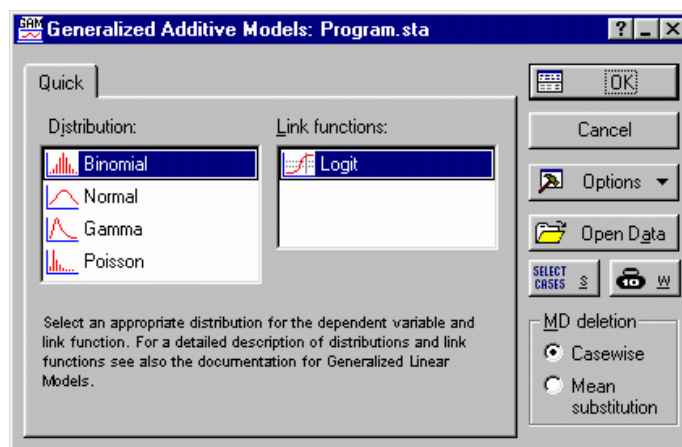 GAM Generalized Additive Models: Program.sta
Quick
OK
Distribution:
Link functions:
Cancel
Binomial
Logit
Normal
Options
Gamma
Open Data
Poisson
SELECT CASES S
W
Select an appropriate distribution for the dependent variable and
link function. For a detailed description of distributions and link
functions see also the documentation for Generalized Linear
Models.
MD deletion
Casewise
Mean
substitution